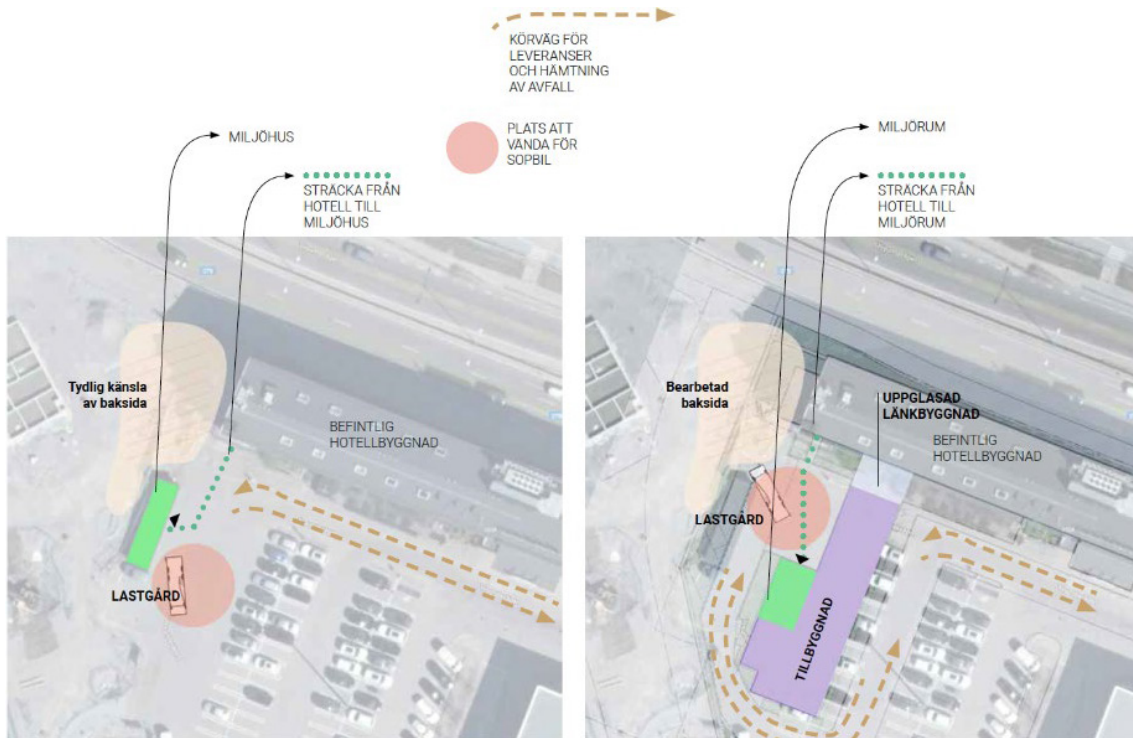 KÖRVÄG FÖR
LEVERANSER
OCH HÄMTNING
AV AVFALL
PLATS ATT
VÄNDA FÖR
SOPBIL
MILJÖHUS
STRÄCKA FRÅN
HOTELL TILL
MILJÖHUS
MILJÖRUM
STRÄCKA FRÅN
HOTELL TILL
MILJÖRUM
Tydlig känsla
av baksida
BEFINTLIG
HOTELLBYGGNAD
LASTGÅRD
Bearbetad
baksida
UPPGLASAD
LÄNKBYGGNAD
BEFINTLIG
HOTELLBYGGNAD
LASTGÅRD
TILLBYGGNAD